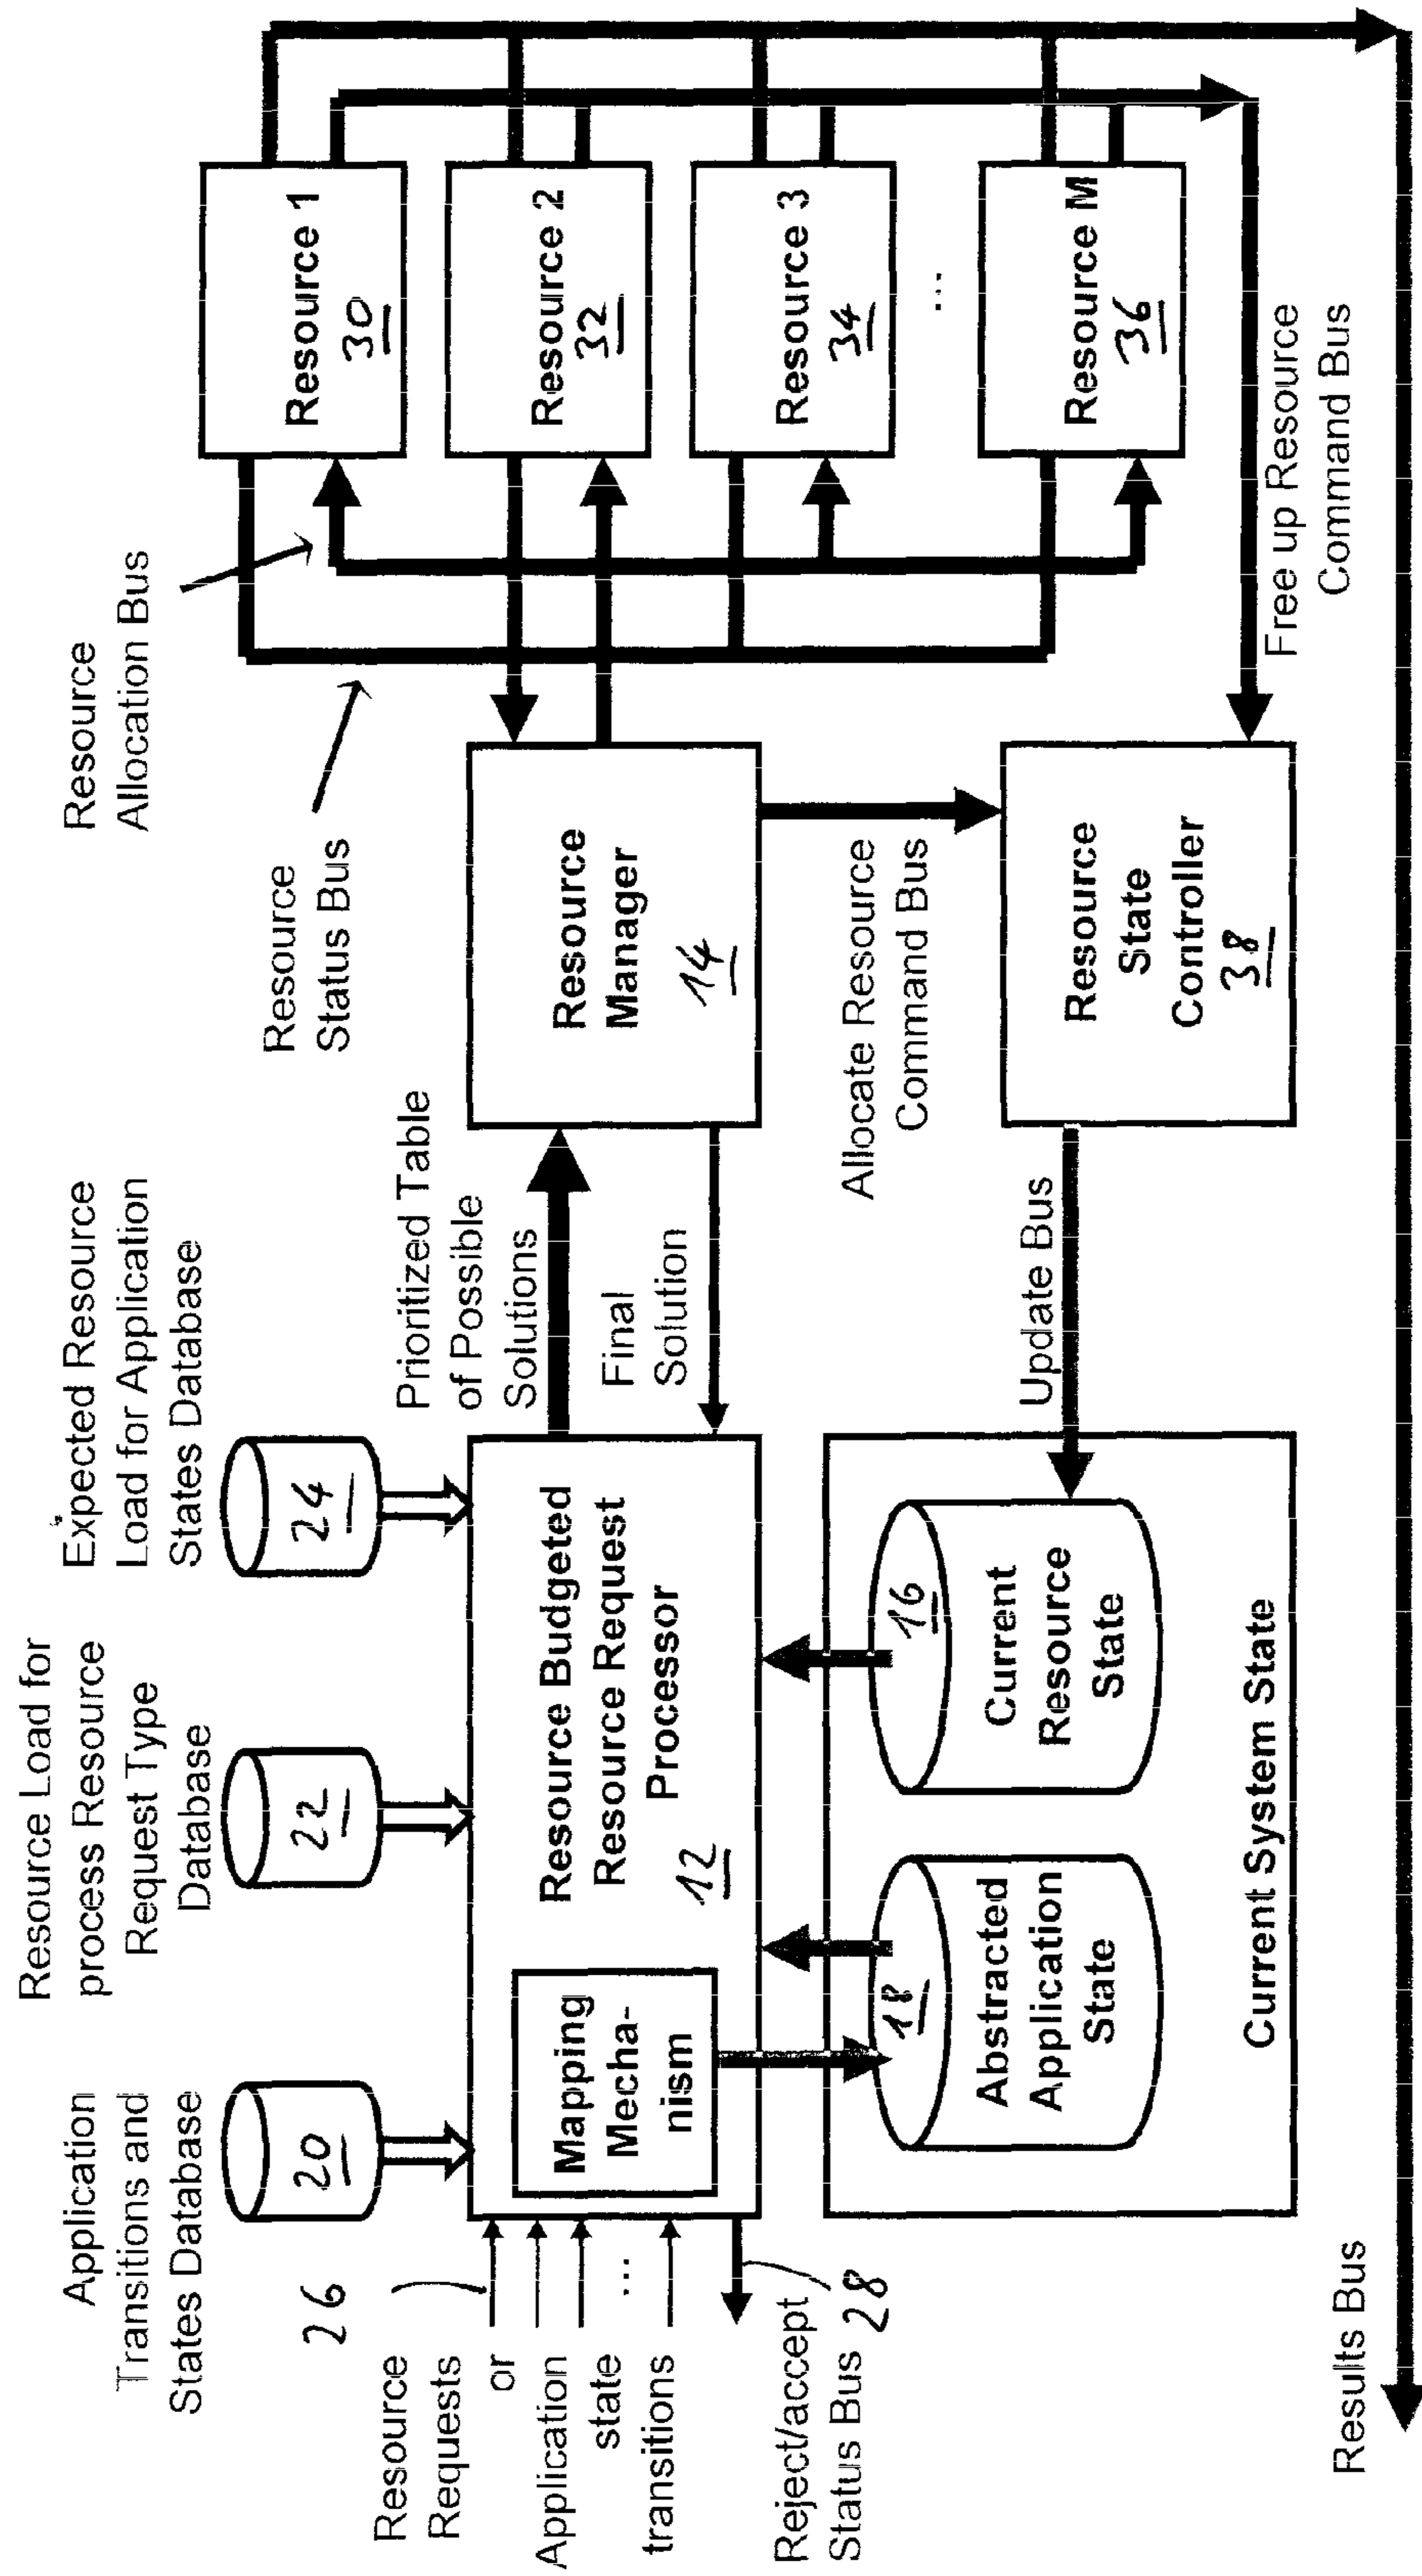 Application
Transitions and
States Database
20
Resource Load for
process Resource
Request Type
Database
22
Expected Resource
Load for Application
States Database
24
Resource
Allocation Bus
Resource
Status Bus
26
Resource
Requests
or
Application
state
...
transitions
Reject/accept
Status Bus 28
Mapping
Mecha-
nism
Resource Budgeted
Resource Request
Processor
12
Prioritized Table
of Possible
Solutions
Final
Solution
Resource
Manager
14
Resource 1
30
Resource 2
32
Resource 3
34
...
Resource M
36
Allocate Resource
Command Bus
18
Abstracted
Application
State
16
Current
Resource
State
Current System State
Update Bus
Resource
State
Controller
38
Free up Resource
Command Bus
Results Bus